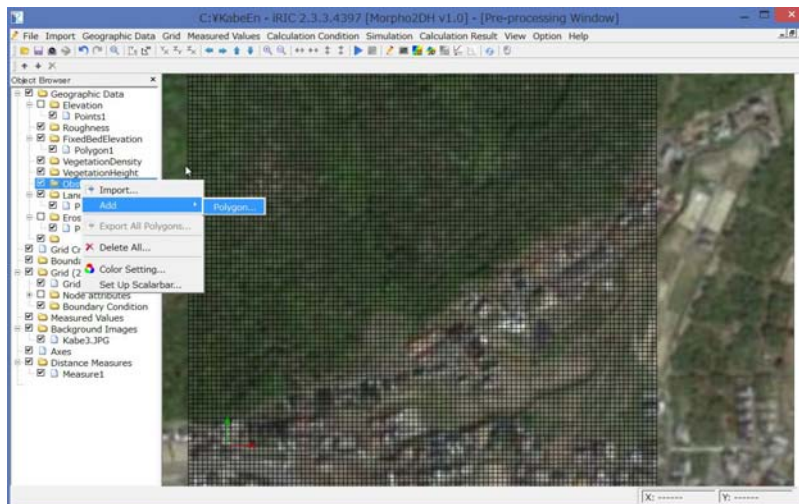 C:¥KabeEn - iRIC 2.3.3.4397 [Morpho2DH v1.0] - [Pre-processing Window]
File Import Geographic Data Grid Measured Values Calculation Condition Simulation Calculation Result View Option Help
Object Browser
Geographic Data
Elevation
Points1
Roughness
FixedBedElevation
Polygon1
VegetationDensity
VegetationHeight
Import...
Add
Polygon...
Export All Polygons...
Delete All...
Color Setting...
Set Up Scalarbar...
Grid
Node attributes
Boundary Condition
Measured Values
Background Images
Kabe3.JPG
Axes
Distance Measures
Measure1
X: ------
Y: ------